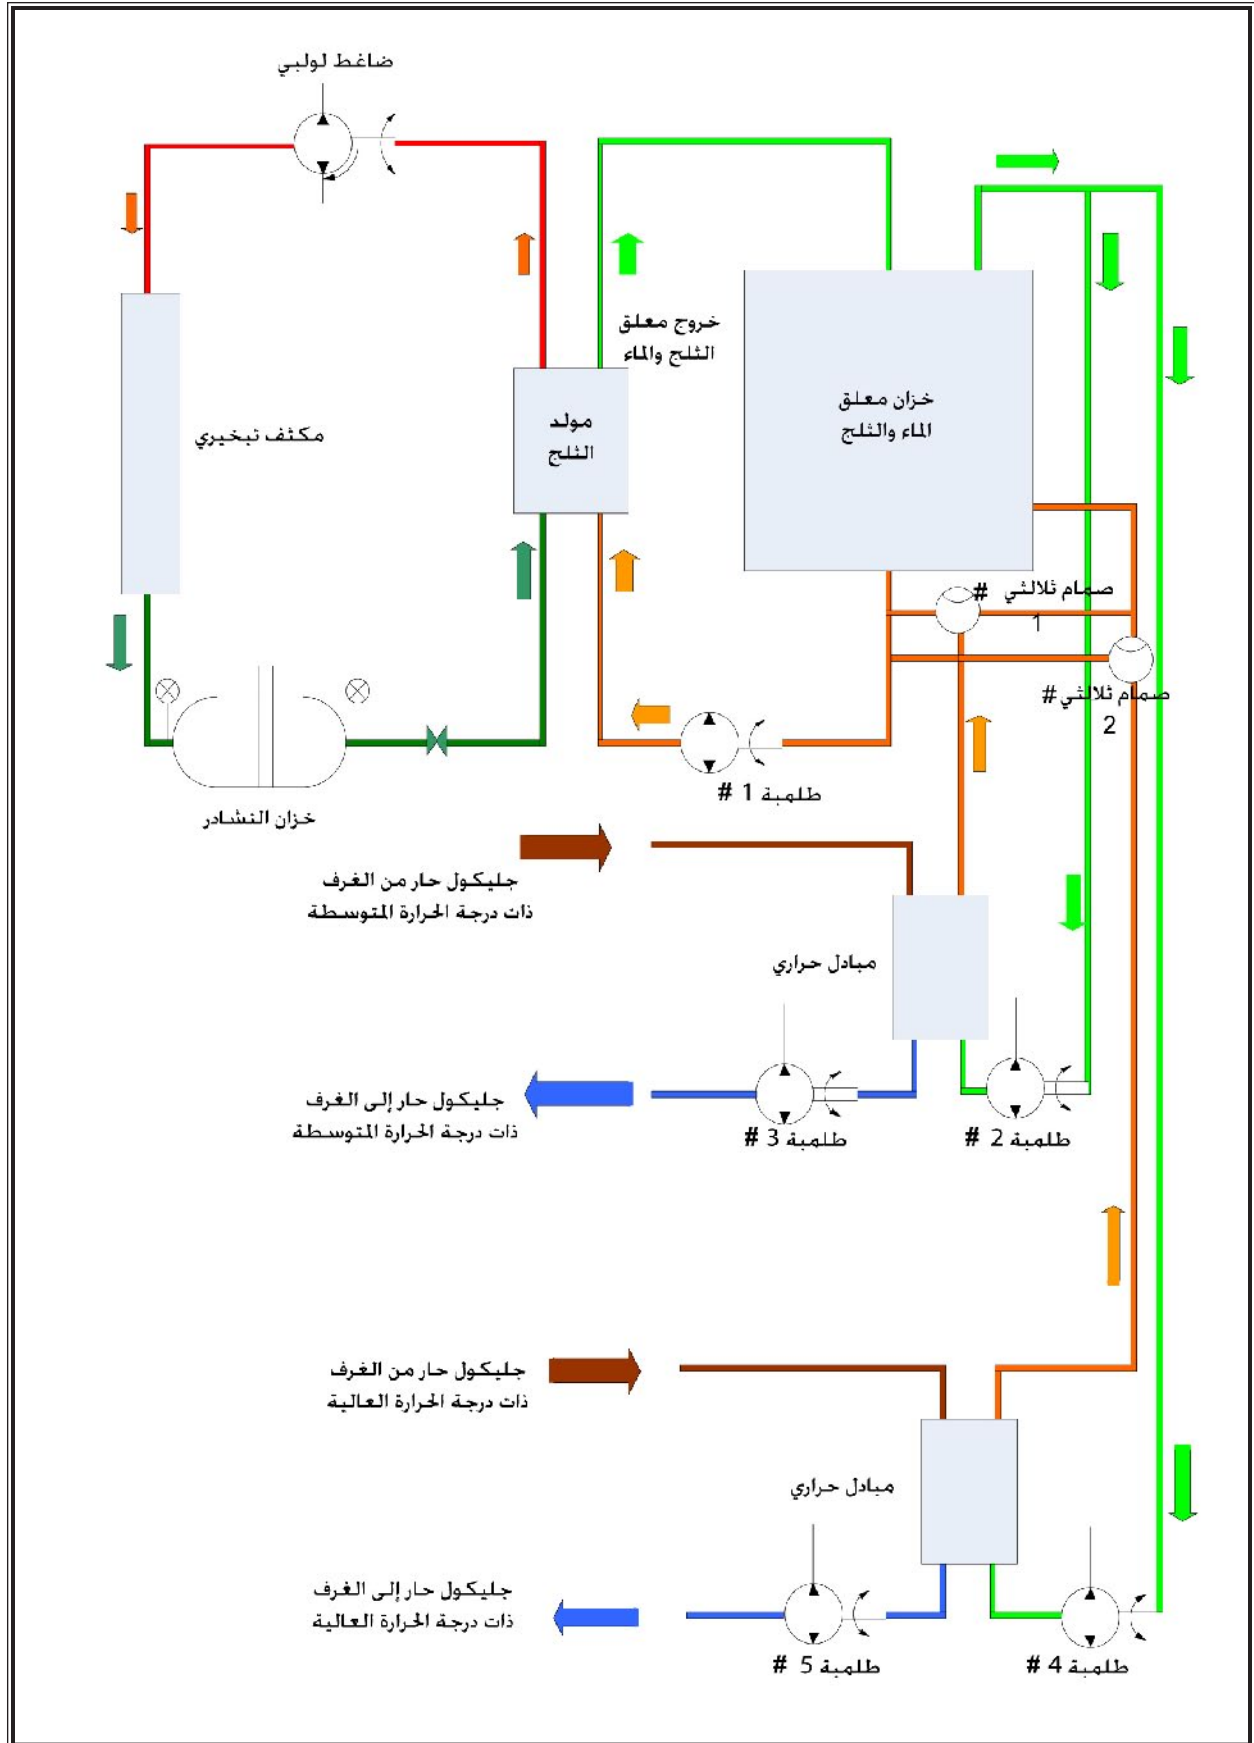 ضاغط لولبي
خروج معلق
الثلج والماء
خزان معلق
الماء والثلج
مولد
الثلج
مكثف تبخيري
صمام ثلالثي #
1
صمام ثلالثي#
2
طلمبة 1 #
خزان النشادر
جليكول حار من الغرف
ذات درجة الحرارة المتوسطة
مبادل حراري
جليكول حار إلى الغرف
ذات درجة الحرارة المتوسطة
طلمبة 3 #
طلمبة 2 #
جليكول حار من الغرف
ذات درجة الحرارة العالية
مبادل حراري
جليكول حار إلى الغرف
ذات درجة الحرارة العالية
طلمبة 5 #
طلمبة 4 #